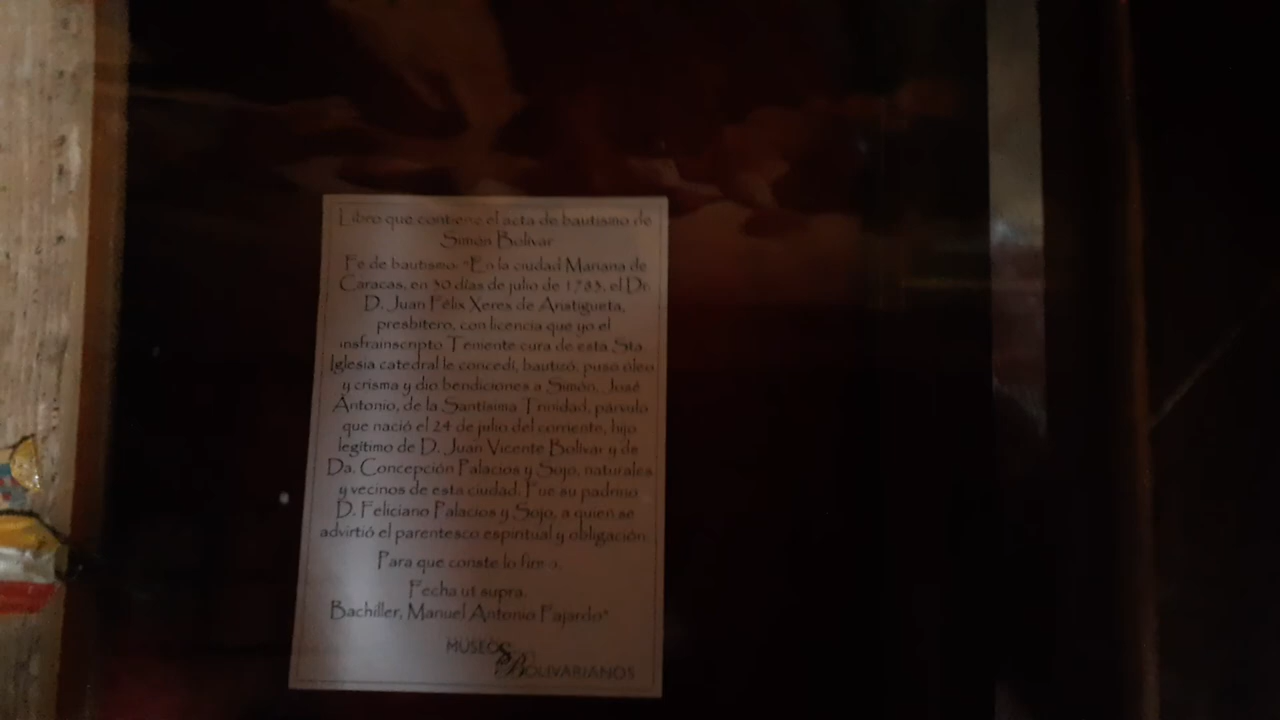 Libro que contiene el acta de bautismo de
Simón Bolívar
Fe de bautismo: "En la ciudad Mariana de
Caracas, en 30 días de julio de 1783, el Dr.
D. Juan Félix Xerex de Aristigueta,
presbítero, con licencia que yo el
insfrainscripto Temente cura de esta Sta.
Iglesia catedral le concedí, bautizó, puso óleo
y crisma y dio bendiciones a Simón, José
Antonio, de la Santísima Trinidad, párvulo
que nació el 24 de julio del corriente, hijo
legítimo de D. Juan Vicente Bolívar y de
Da. Concepción Palacios y Sojo, naturales
y vecinos de esta ciudad. Fue su padrino
D. Feliciano Palacios y Sojo, a quien se
advirtió el parentesco espiritual y obligación.
Para que conste lo firmo.
Fecha ut supra.
Bachiller, Manuel Antonio Fajardo"
MUSEOS
BOLIVARIANOS